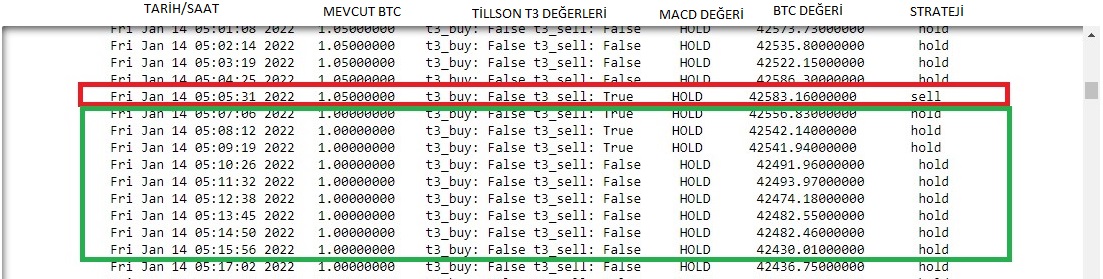 TARİH/SAAT MEVCUT BTC TİLLSON T3 DEĞERLERİ MACD DEĞERİ BTC DEĞERİ STRATEJİ
Fri Jan 14 05:01:08 2022 1.05000000 t3_buy: False t3_sell: False HOLD 42573.73000000 hold
Fri Jan 14 05:02:14 2022 1.05000000 t3_buy: False t3_sell: False HOLD 42535.80000000 hold
Fri Jan 14 05:03:19 2022 1.05000000 t3_buy: False t3_sell: False HOLD 42522.15000000 hold
Fri Jan 14 05:04:25 2022 1.05000000 t3_buy: False t3_sell: False HOLD 42586.30000000 hold
Fri Jan 14 05:05:31 2022 1.05000000 t3_buy: False t3_sell: True HOLD 42583.16000000 sell
Fri Jan 14 05:07:06 2022 1.00000000 t3_buy: False t3_sell: True HOLD 42556.83000000 hold
Fri Jan 14 05:08:12 2022 1.00000000 t3_buy: False t3_sell: True HOLD 42542.14000000 hold
Fri Jan 14 05:09:19 2022 1.00000000 t3_buy: False t3_sell: True HOLD 42541.94000000 hold
Fri Jan 14 05:10:26 2022 1.00000000 t3_buy: False t3_sell: False HOLD 42491.96000000 hold
Fri Jan 14 05:11:32 2022 1.00000000 t3_buy: False t3_sell: False HOLD 42493.97000000 hold
Fri Jan 14 05:12:38 2022 1.00000000 t3_buy: False t3_sell: False HOLD 42474.18000000 hold
Fri Jan 14 05:13:45 2022 1.00000000 t3_buy: False t3_sell: False HOLD 42482.55000000 hold
Fri Jan 14 05:14:50 2022 1.00000000 t3_buy: False t3_sell: False HOLD 42482.46000000 hold
Fri Jan 14 05:15:56 2022 1.00000000 t3_buy: False t3_sell: False HOLD 42430.01000000 hold
Fri Jan 14 05:17:02 2022 1.00000000 t3_buy: False t3_sell: False HOLD 42436.75000000 hold